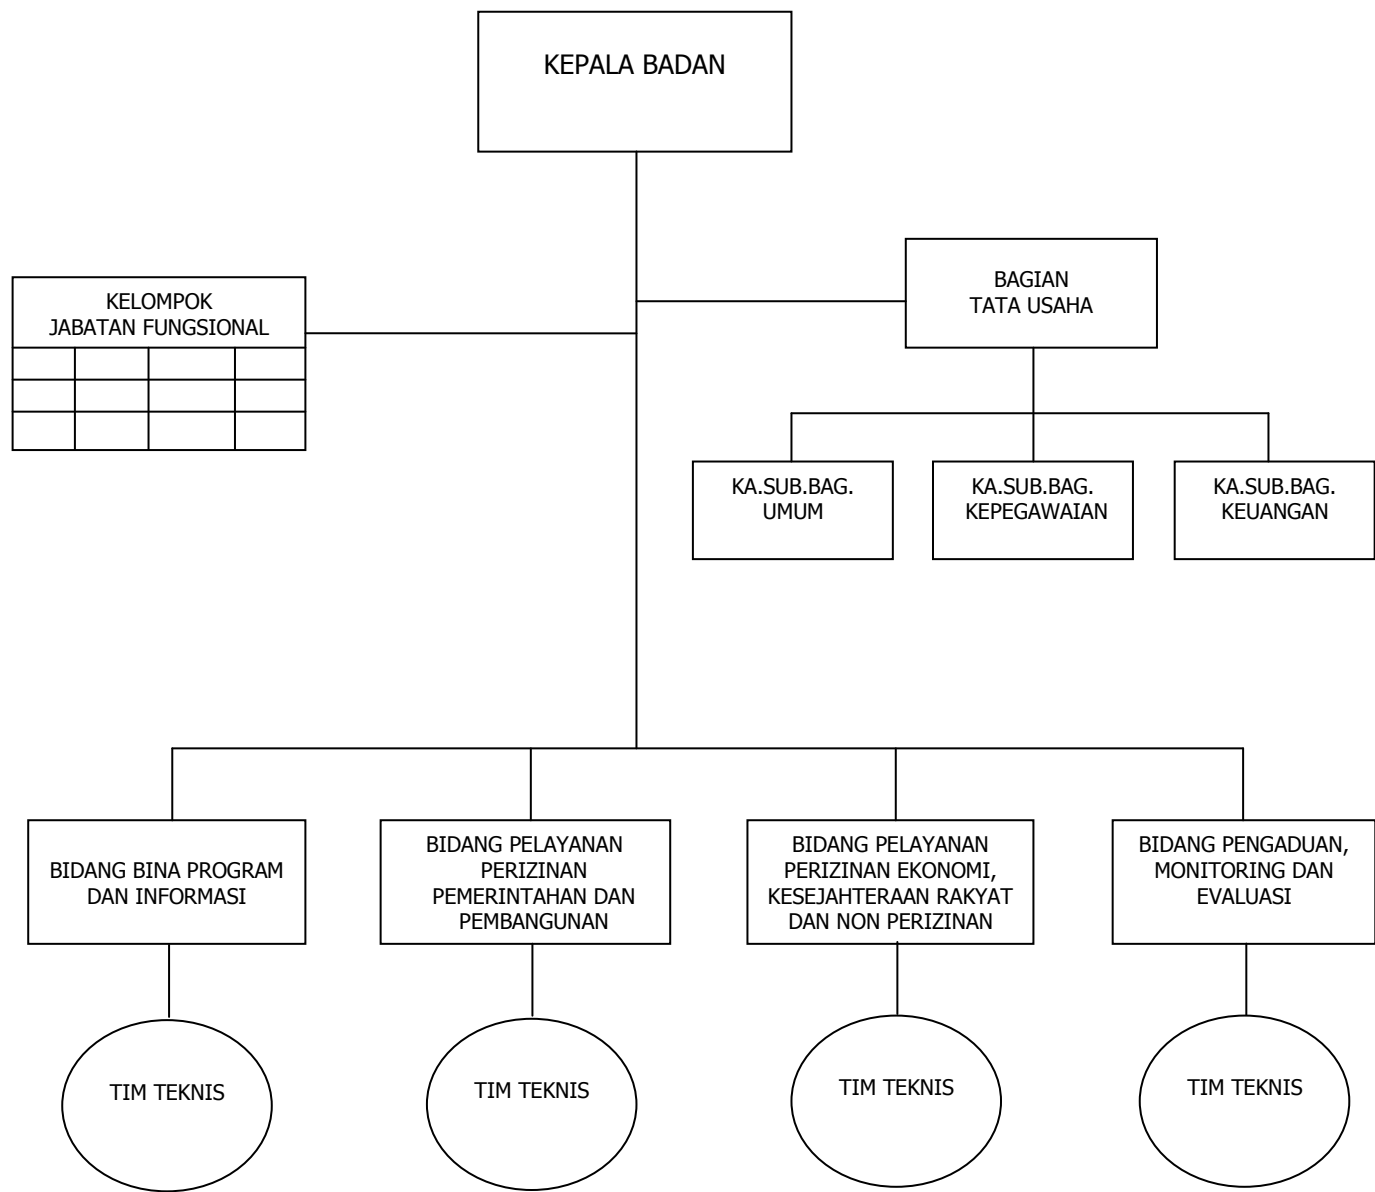 KEPALA BADAN
BAGIAN
TATA USAHA
KELOMPOK
JABATAN FUNGSIONAL
KA.SUB.BAG.
UMUM
KA.SUB.BAG.
KEPEGAWAIAN
KA.SUB.BAG.
KEUANGAN
BIDANG BINA PROGRAM
DAN INFORMASI
BIDANG PELAYANAN
PERIZINAN
PEMERINTAHAN DAN
PEMBANGUNAN
BIDANG PELAYANAN
PERIZINAN EKONOMI,
KESEJAHTERAAN RAKYAT
DAN NON PERIZINAN
BIDANG PENGADUAN,
MONITORING DAN
EVALUASI
TIM TEKNIS
TIM TEKNIS
TIM TEKNIS
TIM TEKNIS